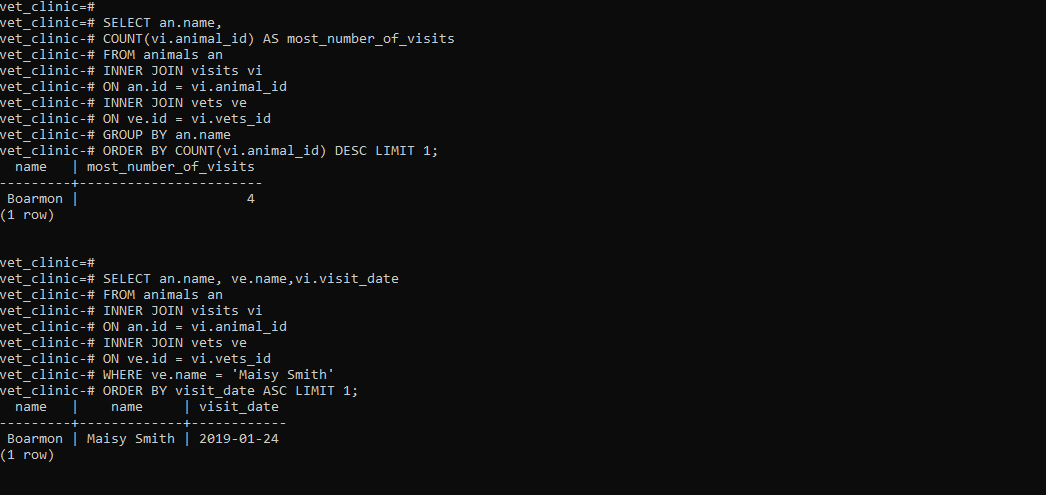 vet_clinic=#
vet_clinic=# SELECT an.name,
vet_clinic-# COUNT(vi.animal_id) AS most_number_of_visits
vet_clinic-# FROM animals an
vet_clinic-# INNER JOIN visits vi
vet_clinic-# ON an.id = vi.animal_id
vet_clinic-# INNER JOIN vets ve
vet_clinic-# ON ve.id = vi.vets_id
vet_clinic-# GROUP BY an.name
vet_clinic-# ORDER BY COUNT(vi.animal_id) DESC LIMIT 1;
  name   | most_number_of_visits
---------+-----------------------
 Boarmon |                     4
(1 row)
vet_clinic=#
vet_clinic=# SELECT an.name, ve.name,vi.visit_date
vet_clinic-# FROM animals an
vet_clinic-# INNER JOIN visits vi
vet_clinic-# ON an.id = vi.animal_id
vet_clinic-# INNER JOIN vets ve
vet_clinic-# ON ve.id = vi.vets_id
vet_clinic-# WHERE ve.name = 'Maisy Smith'
vet_clinic-# ORDER BY visit_date ASC LIMIT 1;
  name   |    name     | visit_date
---------+-------------+------------
 Boarmon | Maisy Smith | 2019-01-24
(1 row)